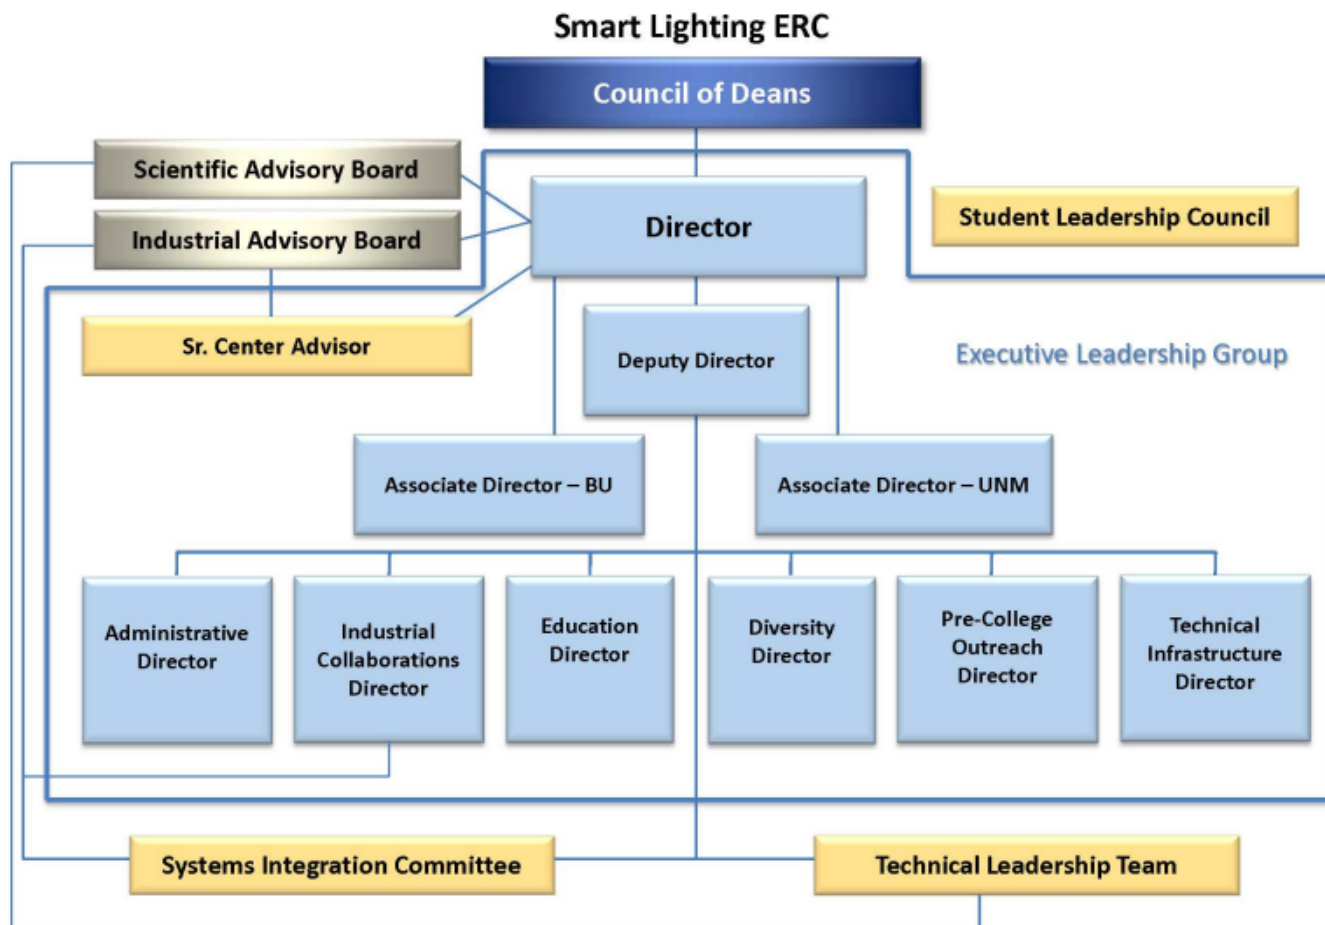 Smart Lighting ERC
Council of Deans
Scientific Advisory Board
Industrial Advisory Board
Director
Student Leadership Council
Sr. Center Advisor
Deputy Director
Executive Leadership Group
Associate Director – BU
Associate Director – UNM
Administrative
Director
Industrial
Collaborations
Director
Education
Director
Diversity
Director
Pre-College
Outreach
Director
Technical
Infrastructure
Director
Systems Integration Committee
Technical Leadership Team